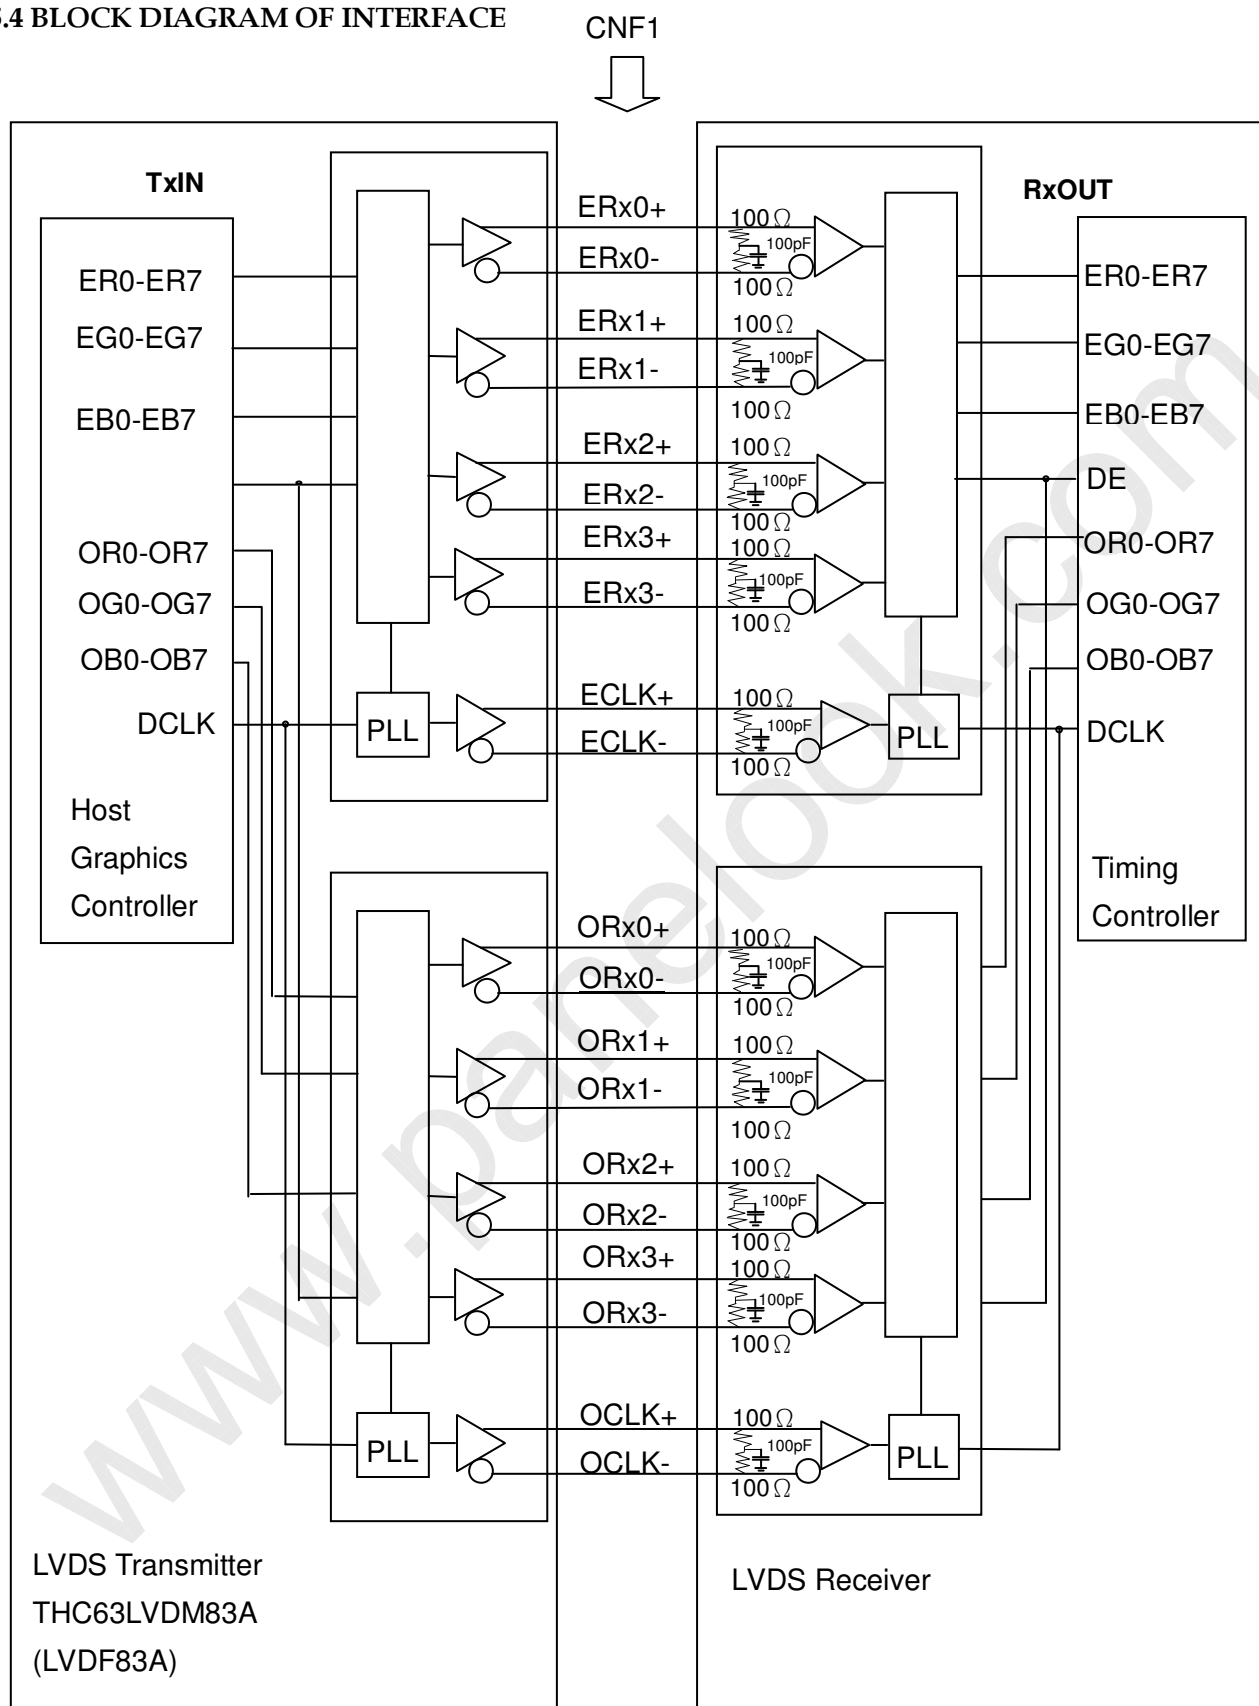 5.4 BLOCK DIAGRAM OF INTERFACE
CNF1
TxIN
RxOUT
ER0-ER7
EG0-EG7
EB0-EB7
OR0-OR7
OG0-OG7
OB0-OB7
DCLK
Host
Graphics
Controller
PLL
PLL
ERx0+
ERx0-
ERx1+
ERx1-
ERx2+
ERx2-
ERx3+
ERx3-
ECLK+
ECLK-
ORx0+
ORx0-
ORx1+
ORx1-
ORx2+
ORx2-
ORx3+
ORx3-
OCLK+
OCLK-
100Ω
100pF
100Ω
100Ω
100pF
100Ω
100Ω
100pF
100Ω
100Ω
100pF
100Ω
100Ω
100pF
100Ω
100Ω
100pF
100Ω
100Ω
100pF
100Ω
100Ω
100pF
100Ω
100Ω
100pF
100Ω
100Ω
100pF
100Ω
PLL
PLL
ER0-ER7
EG0-EG7
EB0-EB7
DE
OR0-OR7
OG0-OG7
OB0-OB7
DCLK
Timing
Controller
LVDS Transmitter
THC63LVDM83A
(LVDF83A)
LVDS Receiver
www.panelook.com